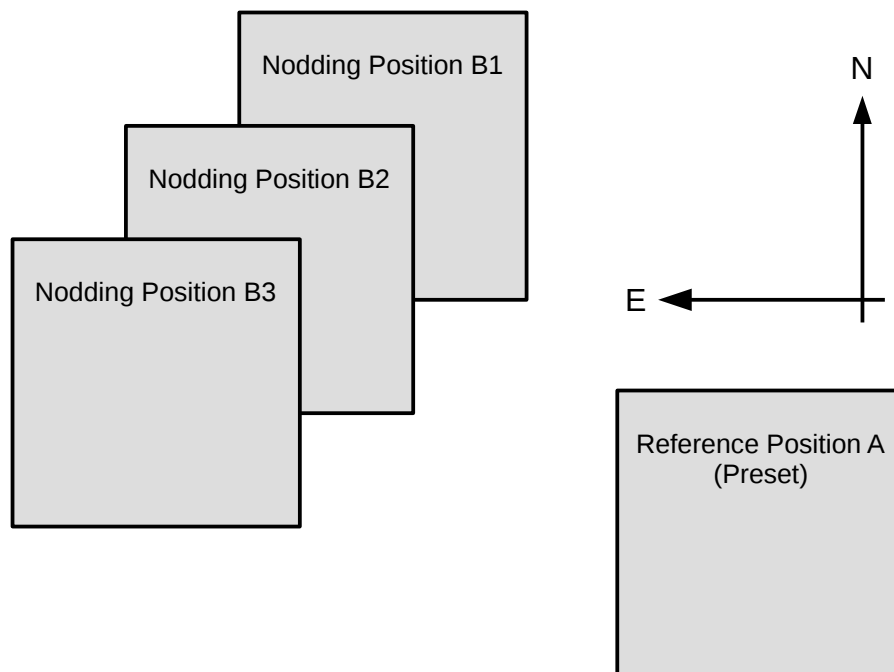 Nodding Position B1
N
Nodding Position B2
Nodding Position B3
E
Reference Position A
(Preset)